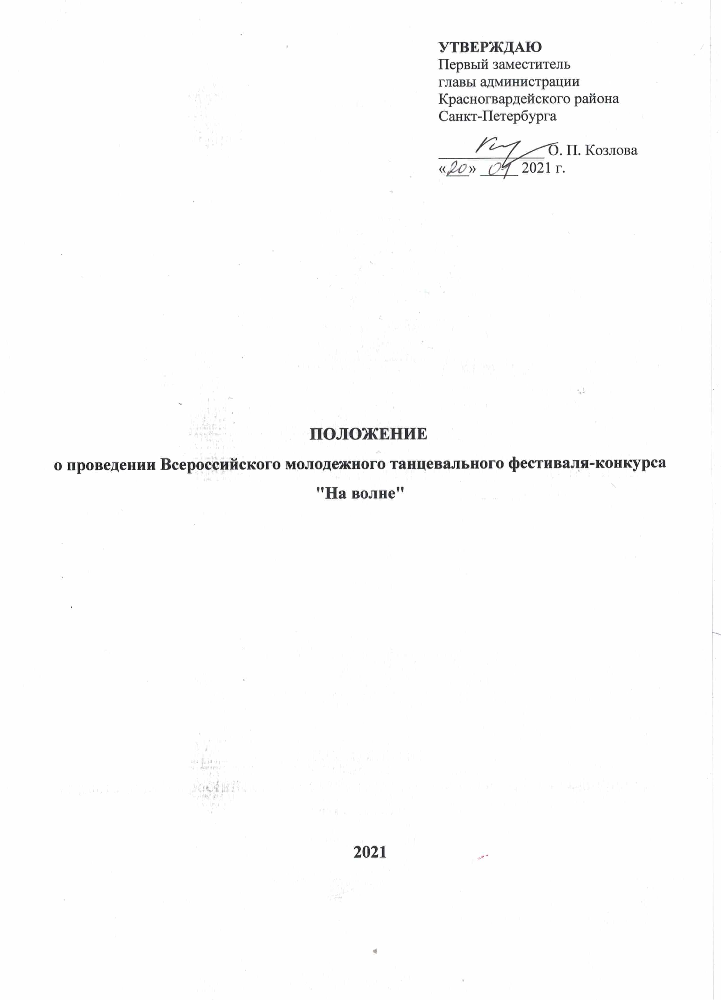 УТВЕРЖДАЮ
Первый заместитель
главы администрации
Красногвардейского района
Санкт-Петербурга
О. П. Козлова
«20» 2021 г.
ПОЛОЖЕНИЕ
о проведении Всероссийского молодежного танцевального фестиваля-конкурса
"На волне"
2021